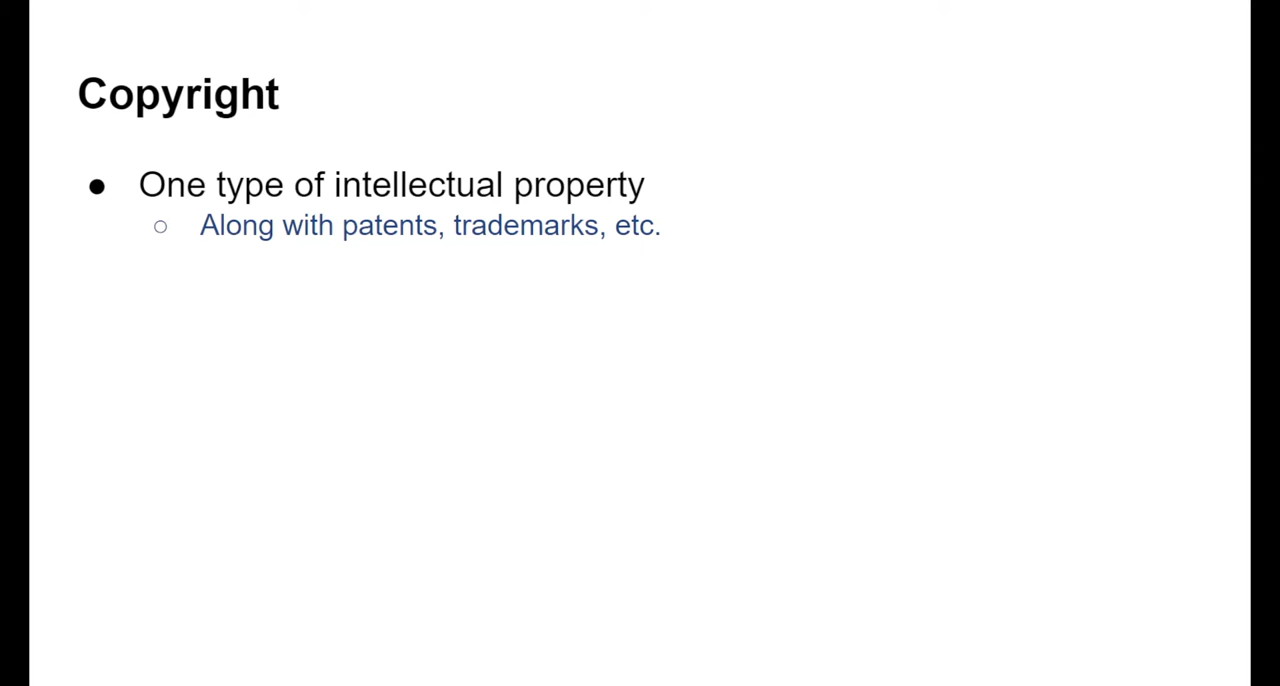 Copyright
● One type of intellectual property
○ Along with patents, trademarks, etc.